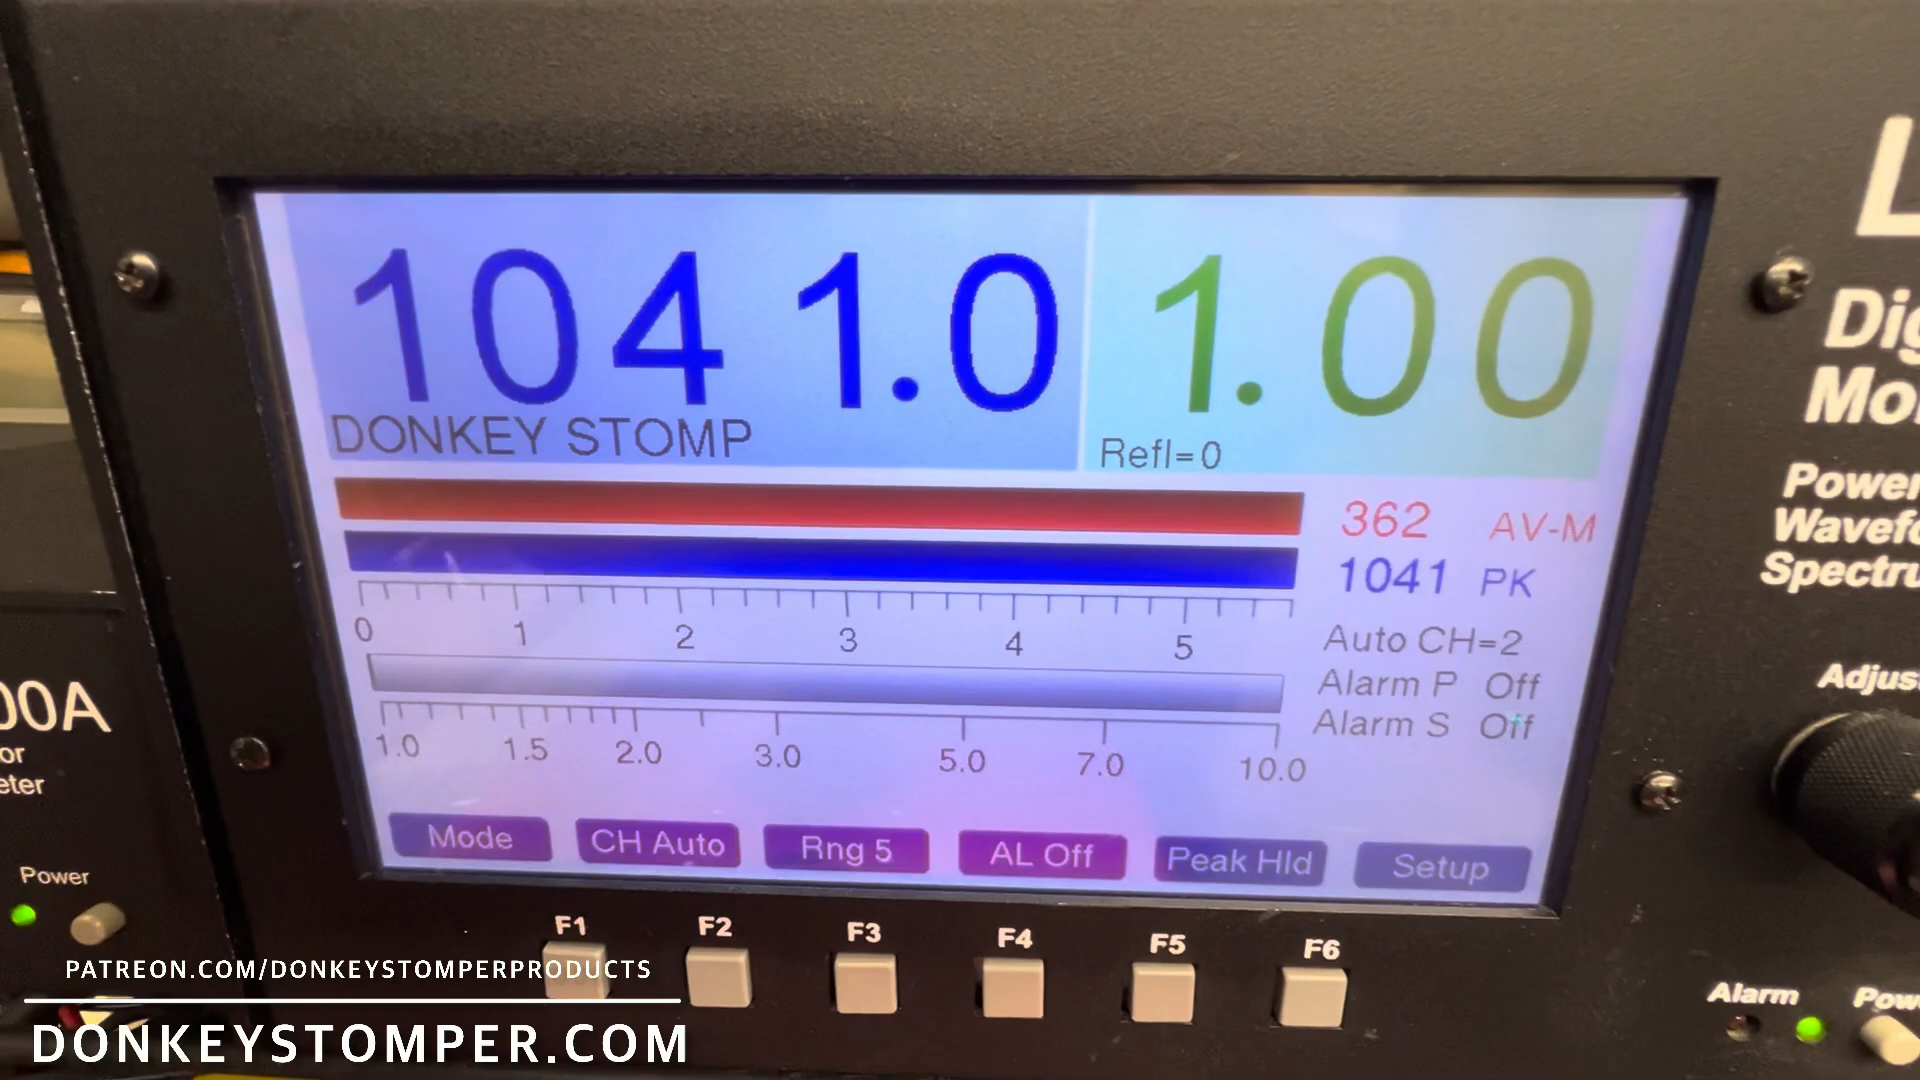 1041.0 1.00
DONKEY STOMP
Refl=0
362 AV-M
1041 PK
0 1 2 3 4 5
Auto CH=2
Alarm P Off
Alarm S Off
1.0 1.5 2.0 3.0 5.0 7.0 10.0
Mode CH Auto Rng 5 AL Off Peak Hld Setup
F1 F2 F3 F4 F5 F6
00A
or
eter
Power
L
Dig
Mo
Power
Wavefo
Spectru
Adjus
Alarm Pow
PATREON.COM/DONKEYSTOMPERPRODUCTS
DONKEYSTOMPER.COM